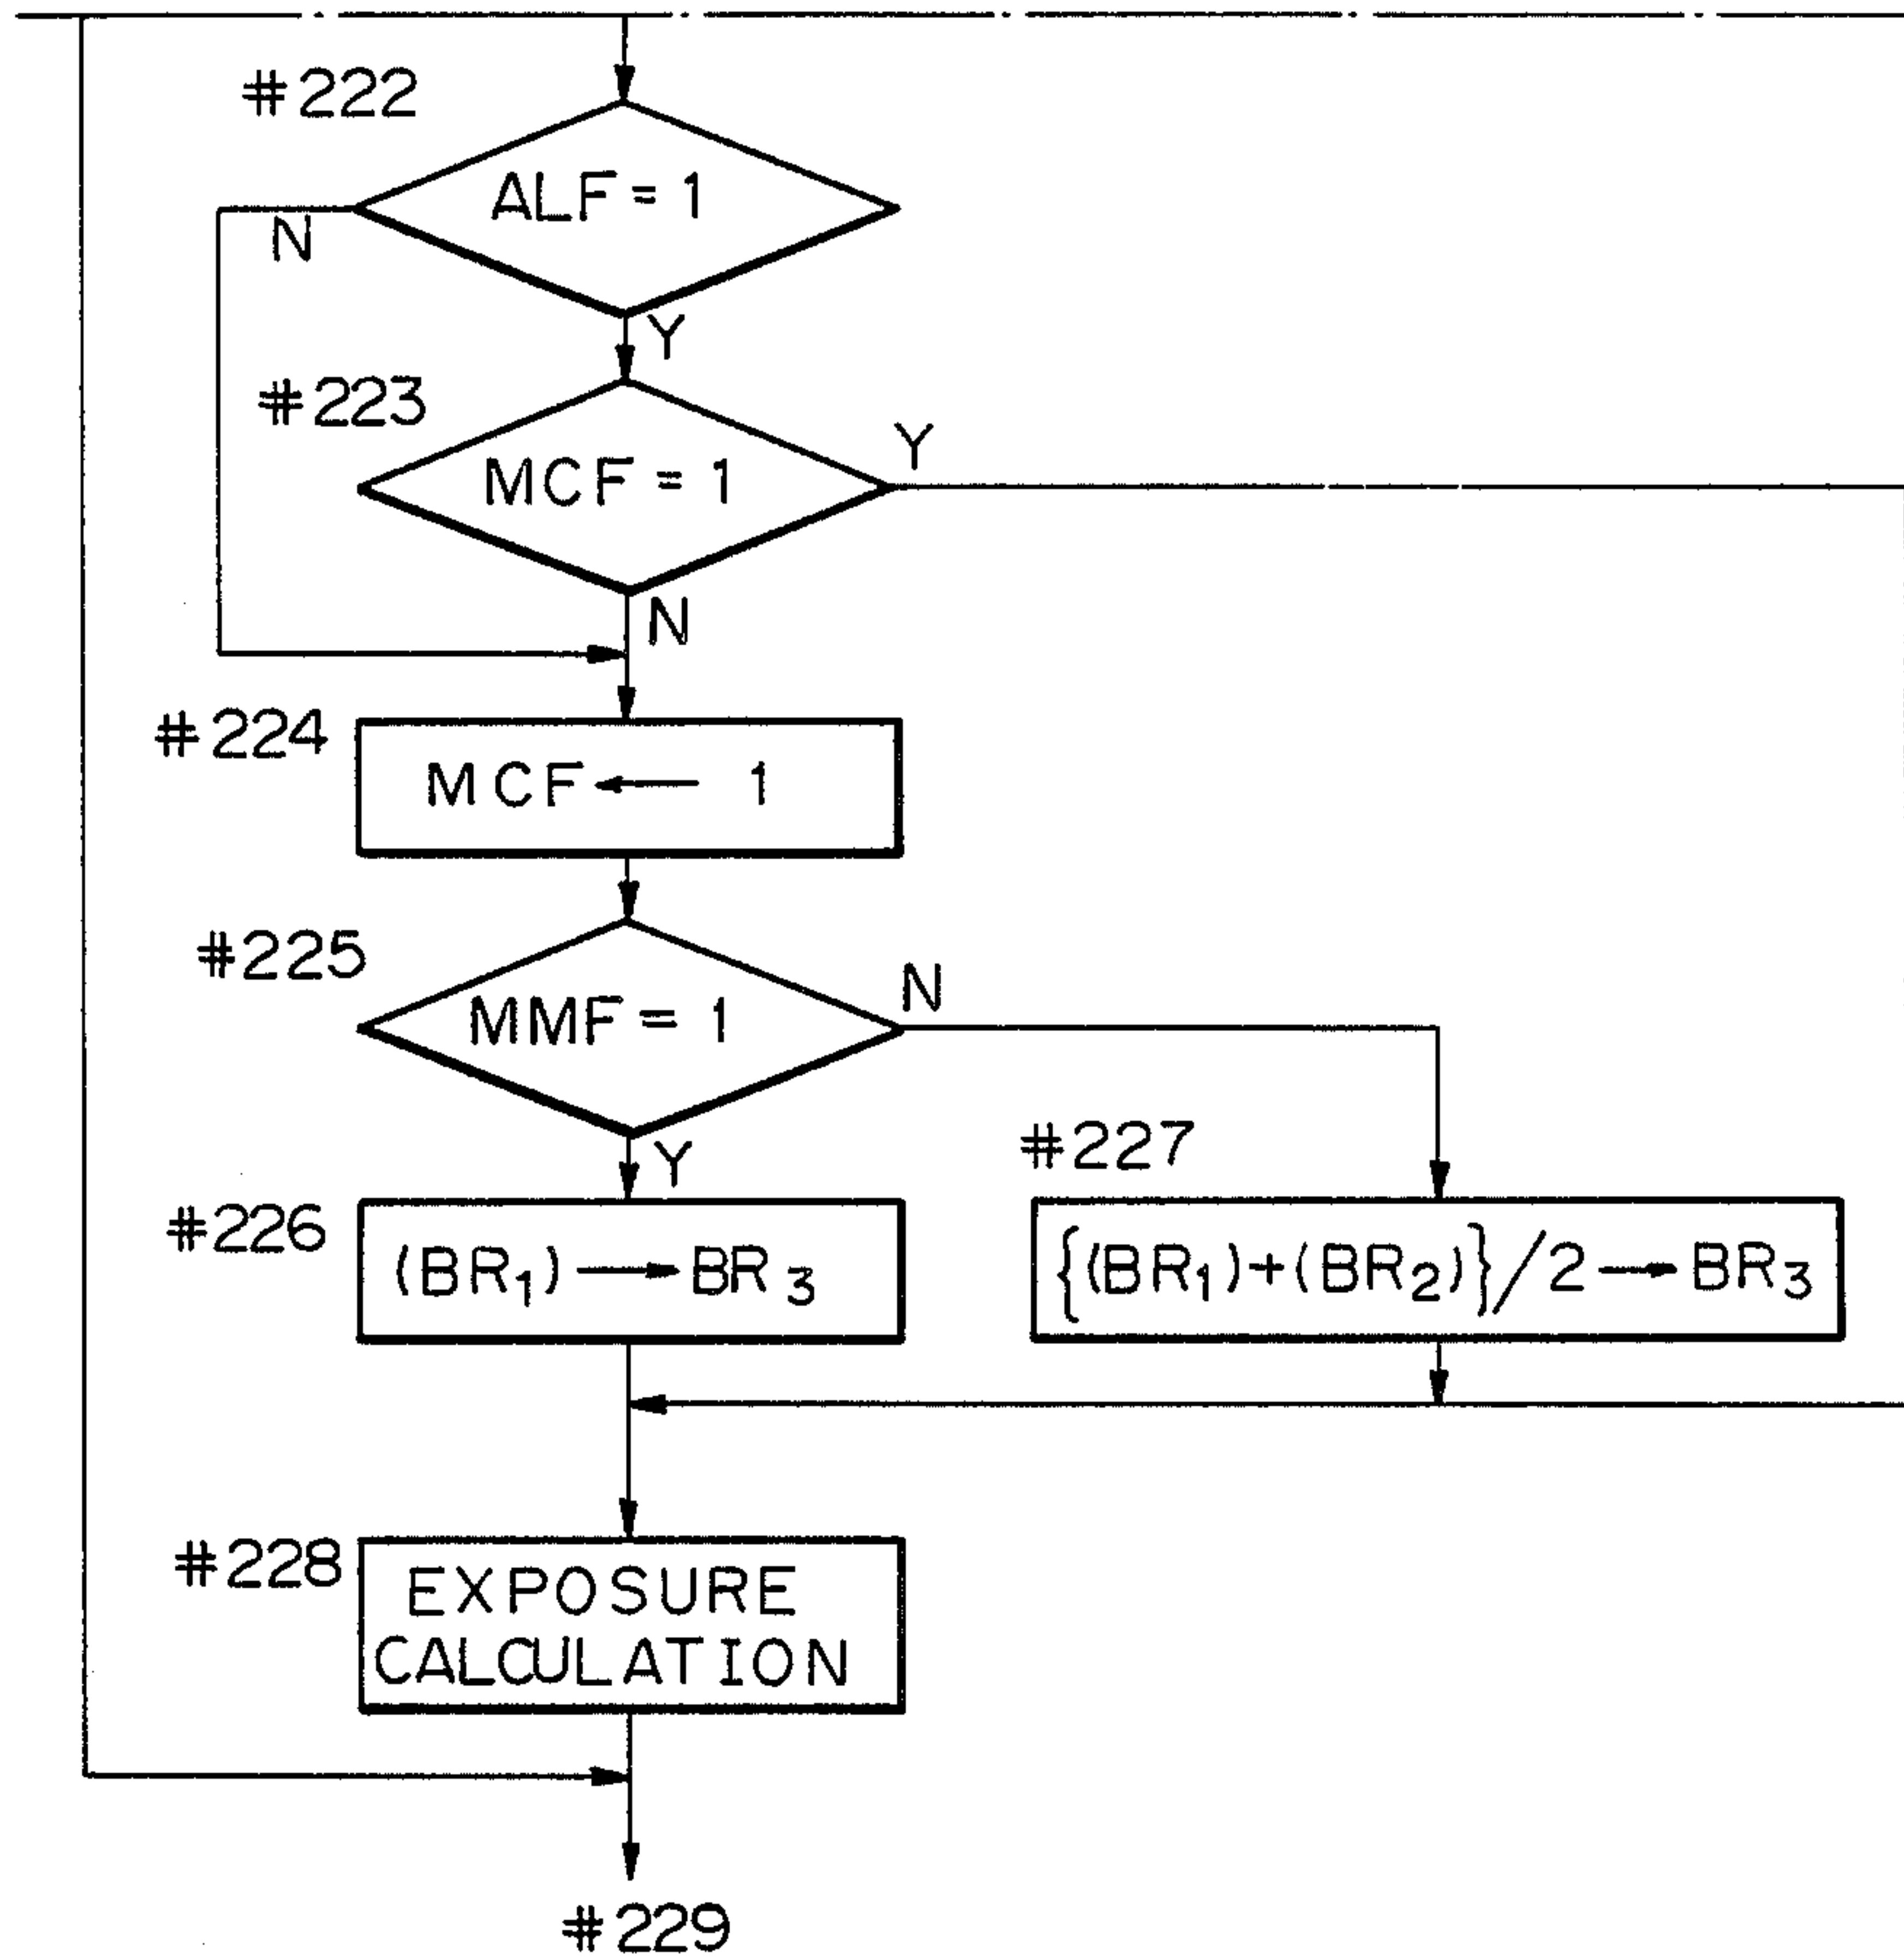 #222
ALF = 1
N
Y
#223
MCF = 1
Y
N
#224
MCF ← 1
#225
MMF = 1
N
Y
#227
#226
(BR₁) → BR₃
{(BR₁)+(BR₂)}/2 → BR₃
#228
EXPOSURE
CALCULATION
#229